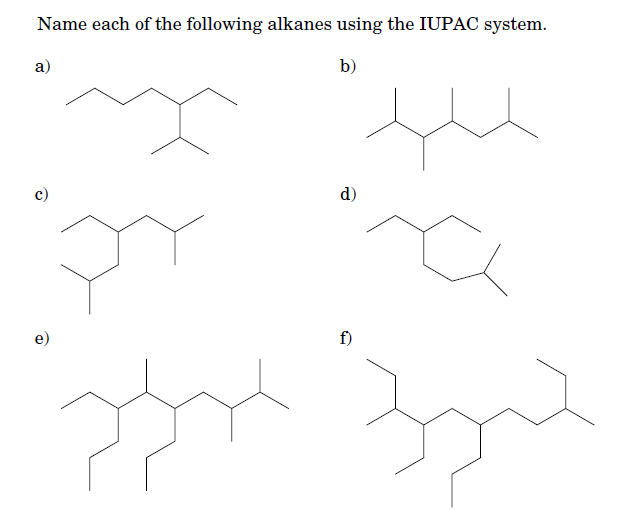 Name each of the following alkanes using the IUPAC system.
a)
b)
c)
d)
e)
f)